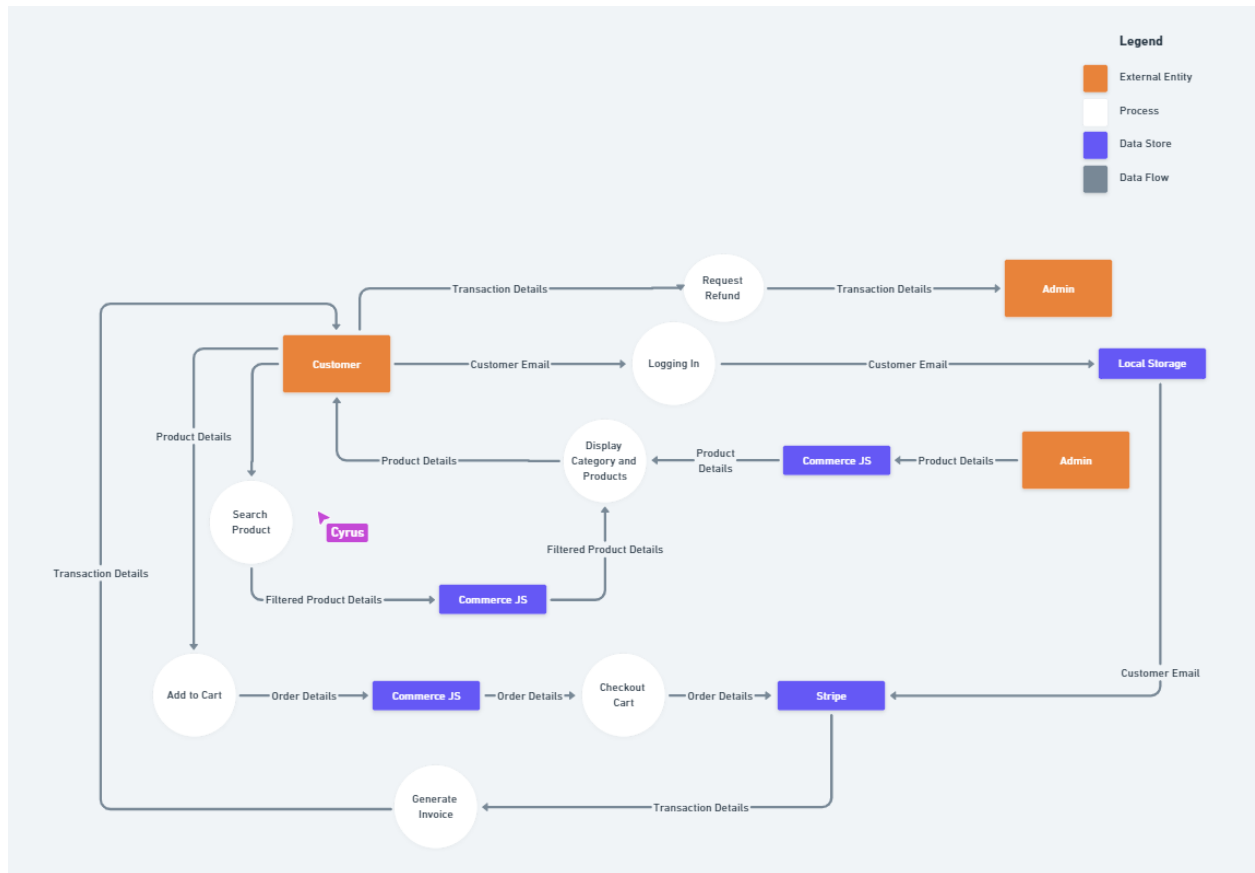 Legend
External Entity
Process
Data Store
Data Flow
Transaction Details
Request
Refund
Transaction Details
Admin
Customer
Customer Email
Logging In
Customer Email
Local Storage
Product Details
Product Details
Display
Category and
Products
Product
Details
Commerce JS
Product Details
Admin
Search
Product
Cyrus
Filtered Product Details
Transaction Details
Filtered Product Details
Commerce JS
Customer Email
Add to Cart
Order Details
Commerce JS
Order Details
Checkout
Cart
Order Details
Stripe
Generate
Invoice
Transaction Details